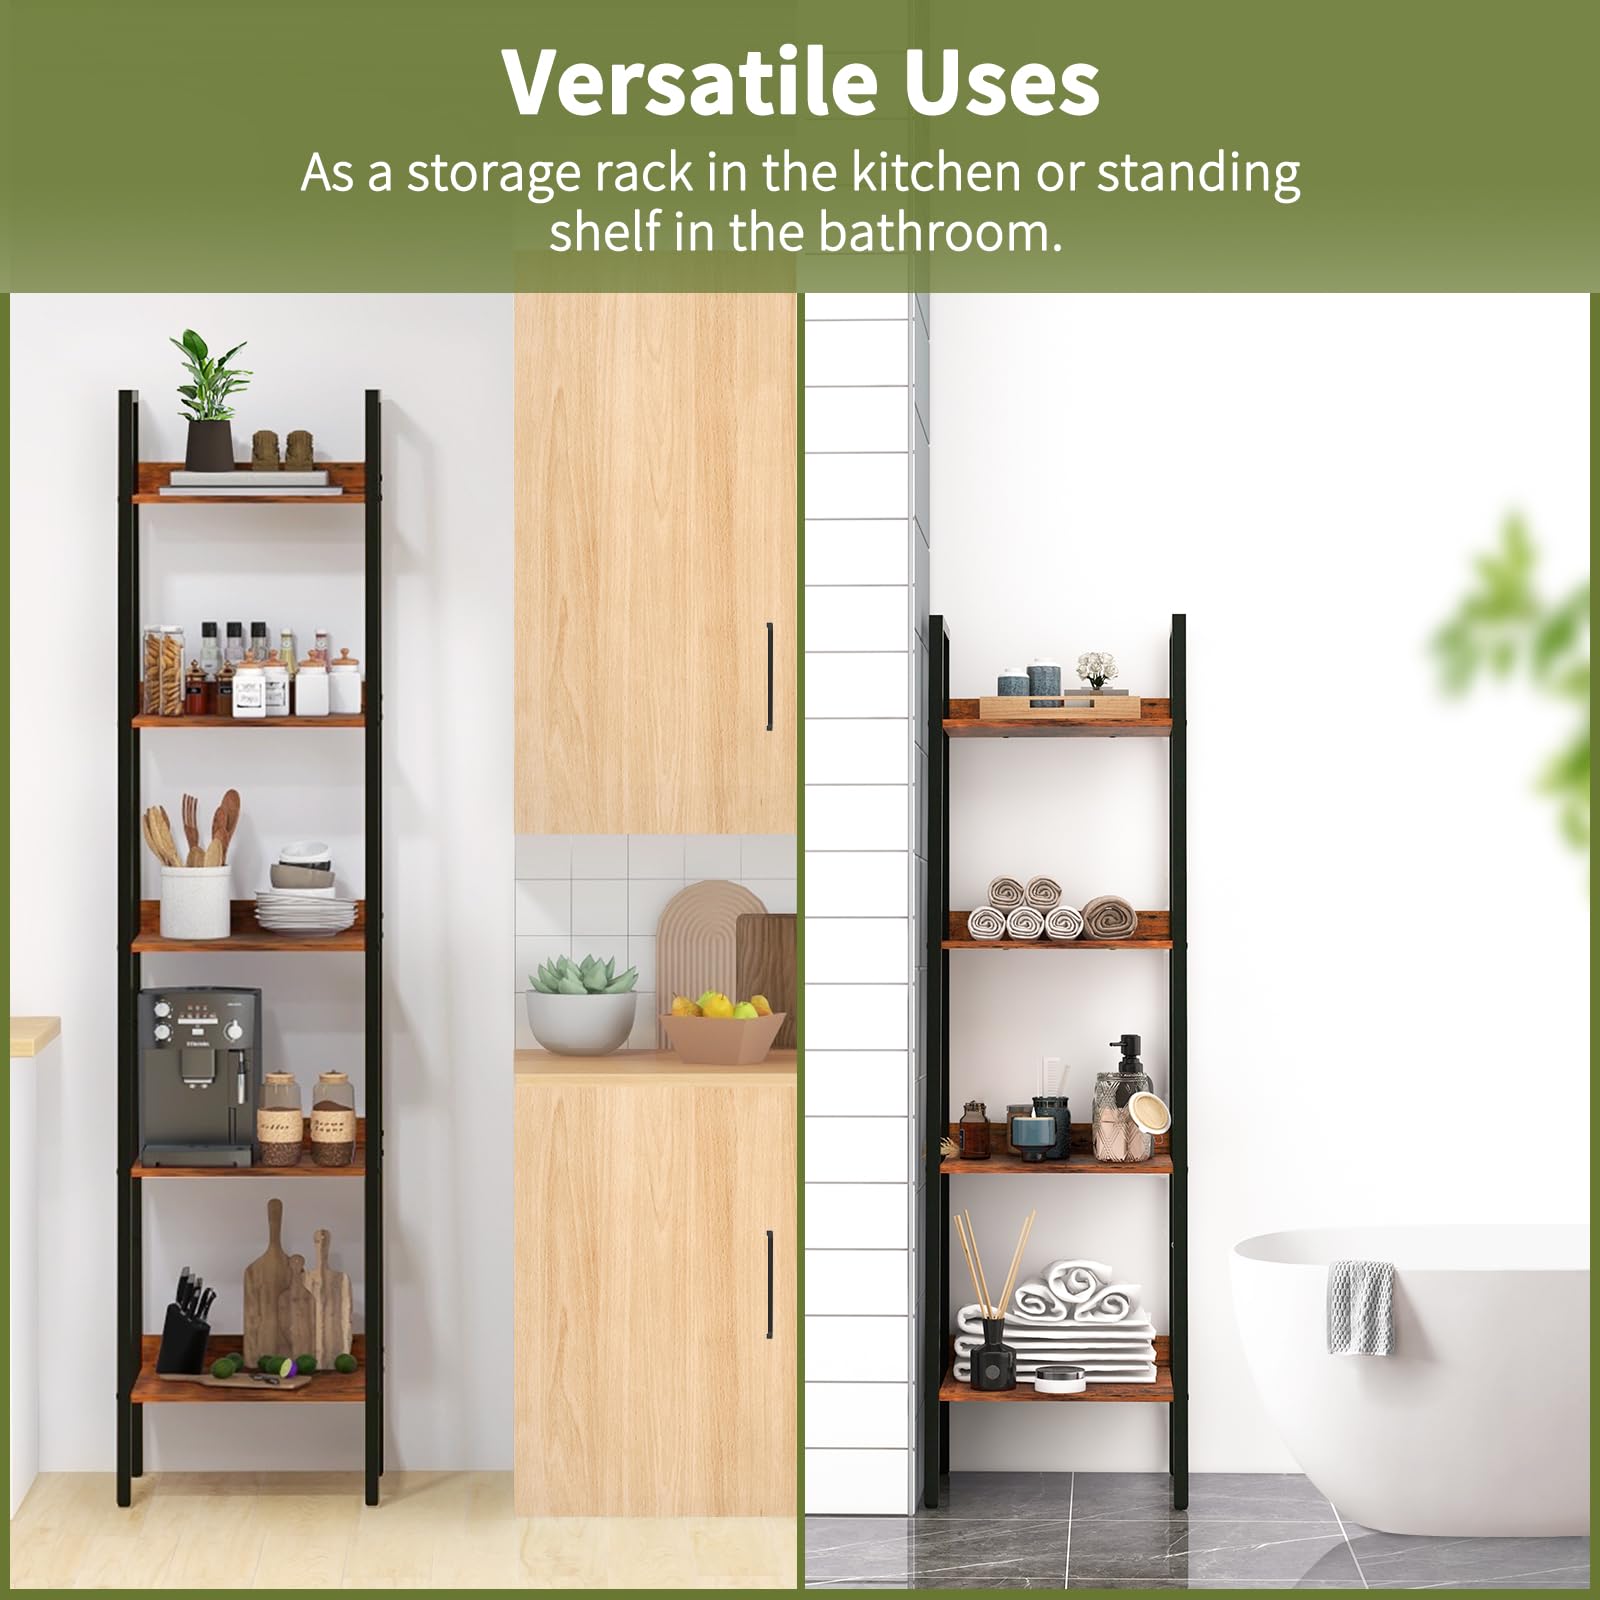 Versatile Uses
As a storage rack in the kitchen or standing
shelf in the bathroom.